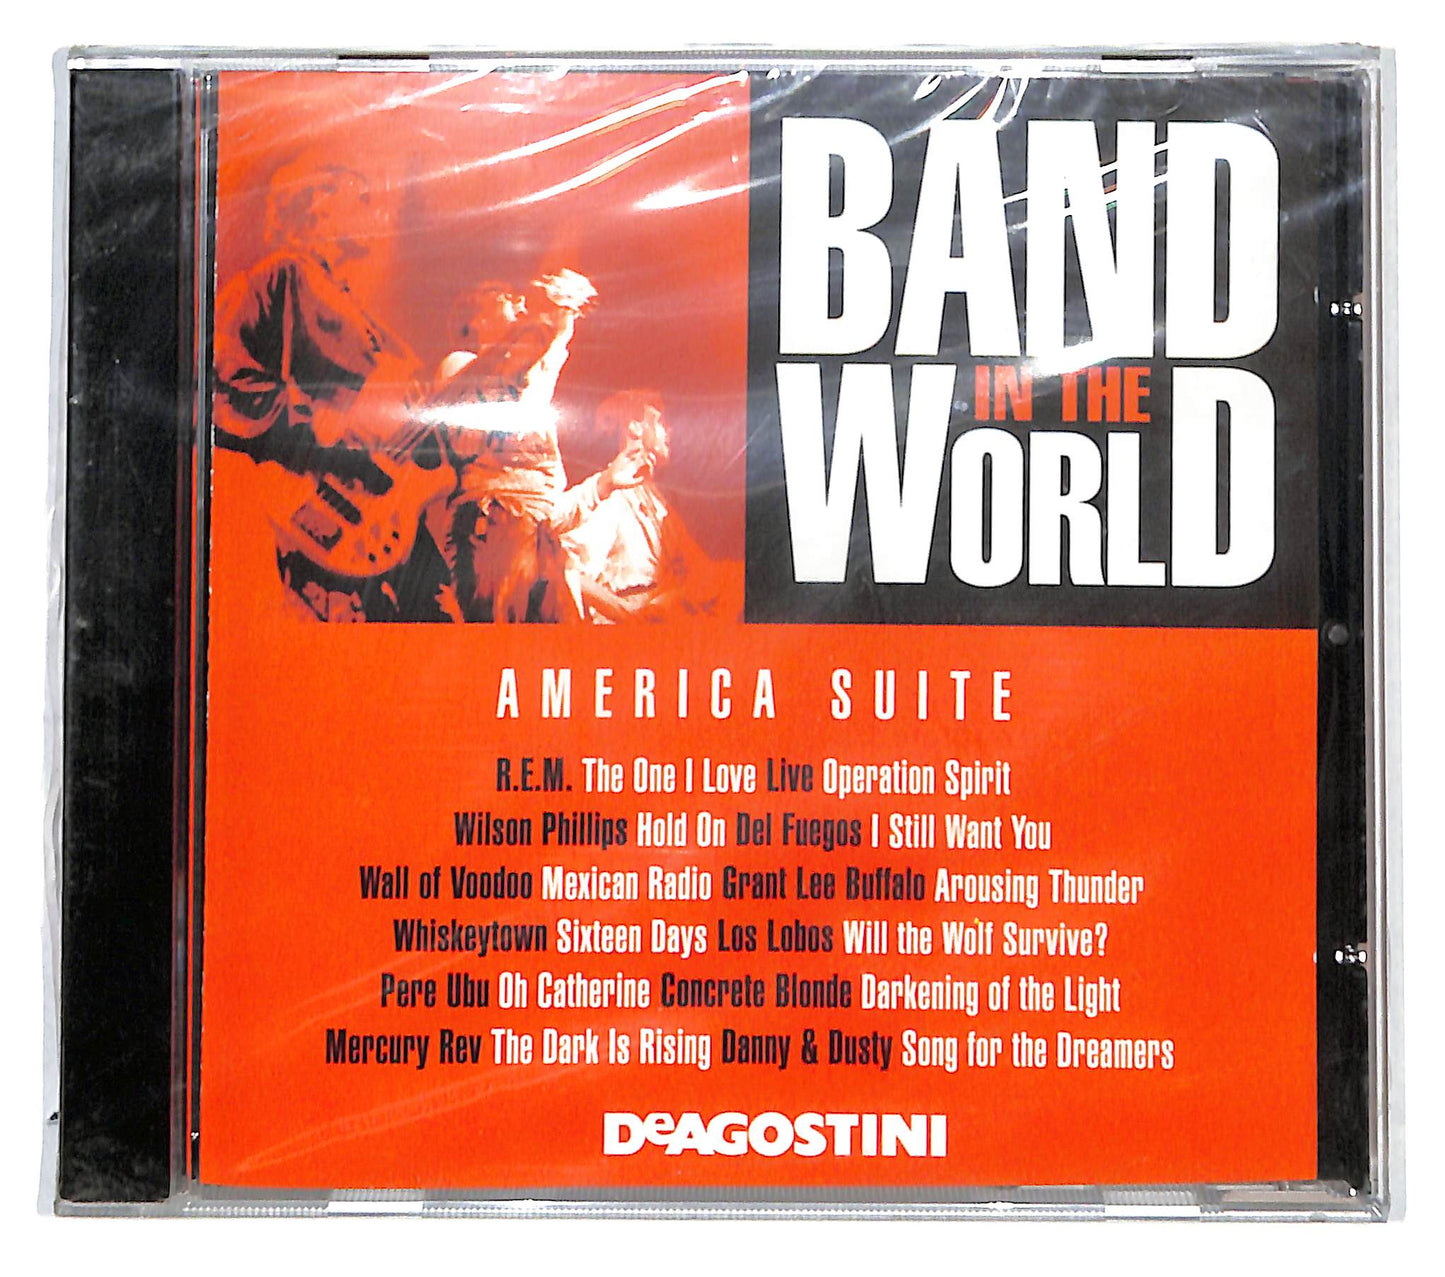 BAND
IN THE
WORLD
AMERICA SUITE
R.E.M. The One I Love Live Operation Spirit
Wilson Phillips Hold On Del Fuegos I Still Want You
Wall of Voodoo Mexican Radio Grant Lee Buffalo Arousing Thunder
Whiskeytown Sixteen Days Los Lobos Will the Wolf Survive?
Pere Ubu Oh Catherine Concrete Blonde Darkening of the Light
Mercury Rev The Dark Is Rising Danny & Dusty Song for the Dreamers
DeAGOSTINI